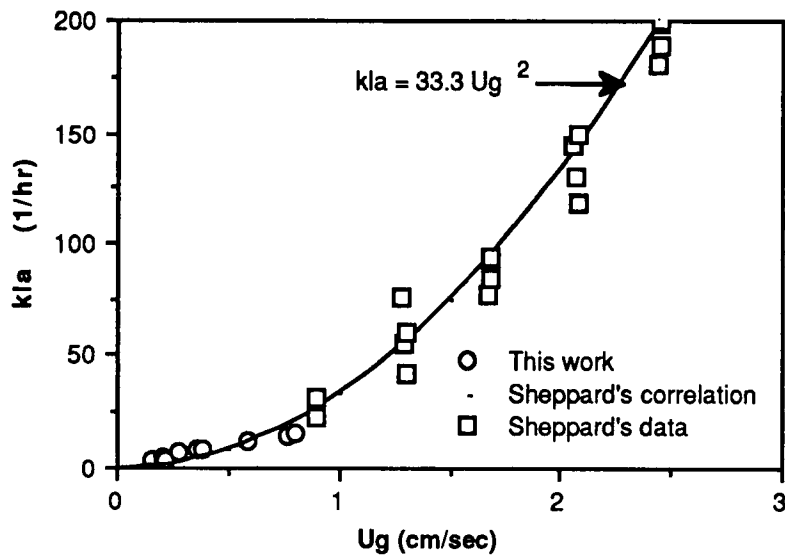 200
kla = 33.3 Ug 2
150
kla (1/hr)
100
50
This work
Sheppard's correlation
Sheppard's data
0
0 1 2 3
Ug (cm/sec)